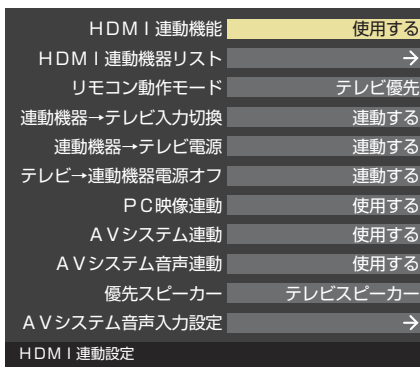 HDMI連動機能 使用する
HDMI連動機器リスト →
リモコン動作モード テレビ優先
連動機器→テレビ入力切換 連動する
連動機器→テレビ電源 連動する
テレビ→連動機器電源オフ 連動する
PC映像連動 使用する
AVシステム連動 使用する
AVシステム音声連動 使用する
優先スピーカー テレビスピーカー
AVシステム音声入力設定 →
HDMI連動設定